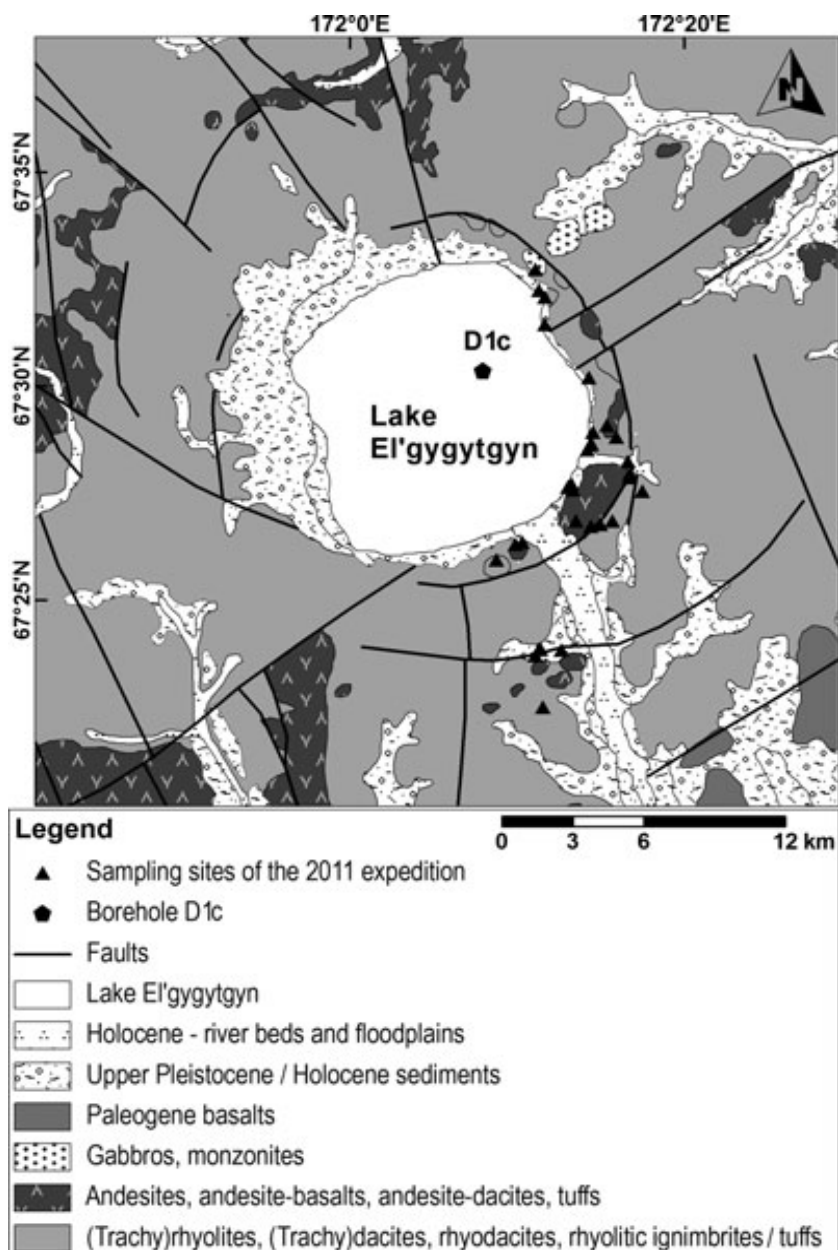 172°0'E 172°20'E
N
67°35'N
D1c
67°30'N
Lake
El'gygytgyn
67°25'N
Legend
0 3 6 12 km
Sampling sites of the 2011 expedition
Borehole D1c
Faults
Lake El'gygytgyn
Holocene - river beds and floodplains
Upper Pleistocene / Holocene sediments
Paleogene basalts
Gabbros, monzonites
Andesites, andesite-basalts, andesite-dacites, tuffs
(Trachy)rhyolites, (Trachy)dacites, rhyodacites, rhyolitic ignimbrites / tuffs